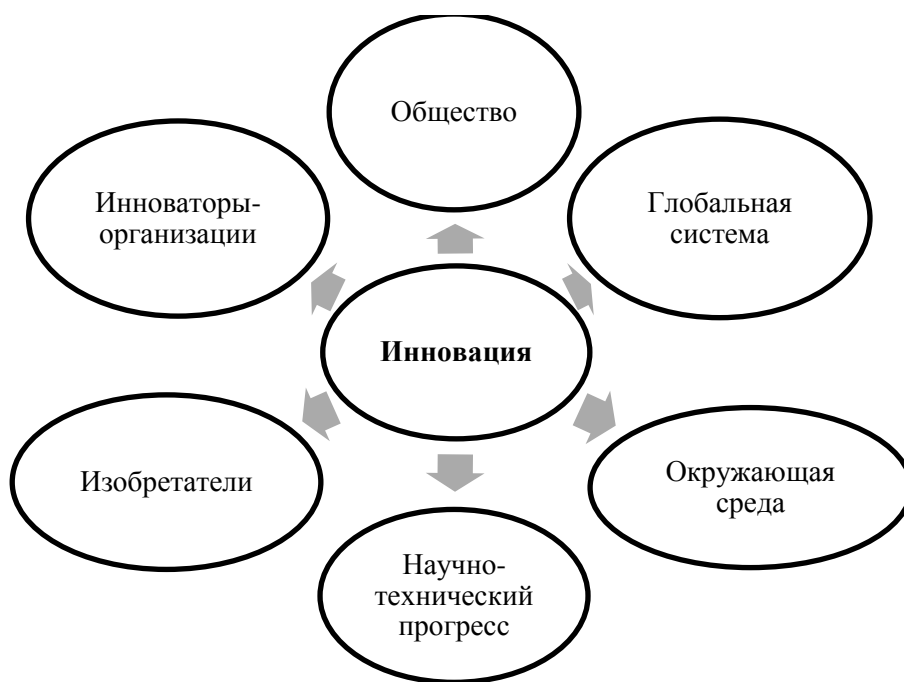 Общество
Инноваторы-
организации
Глобальная
система
Инновация
Изобретатели
Окружающая
среда
Научно-
технический
прогресс